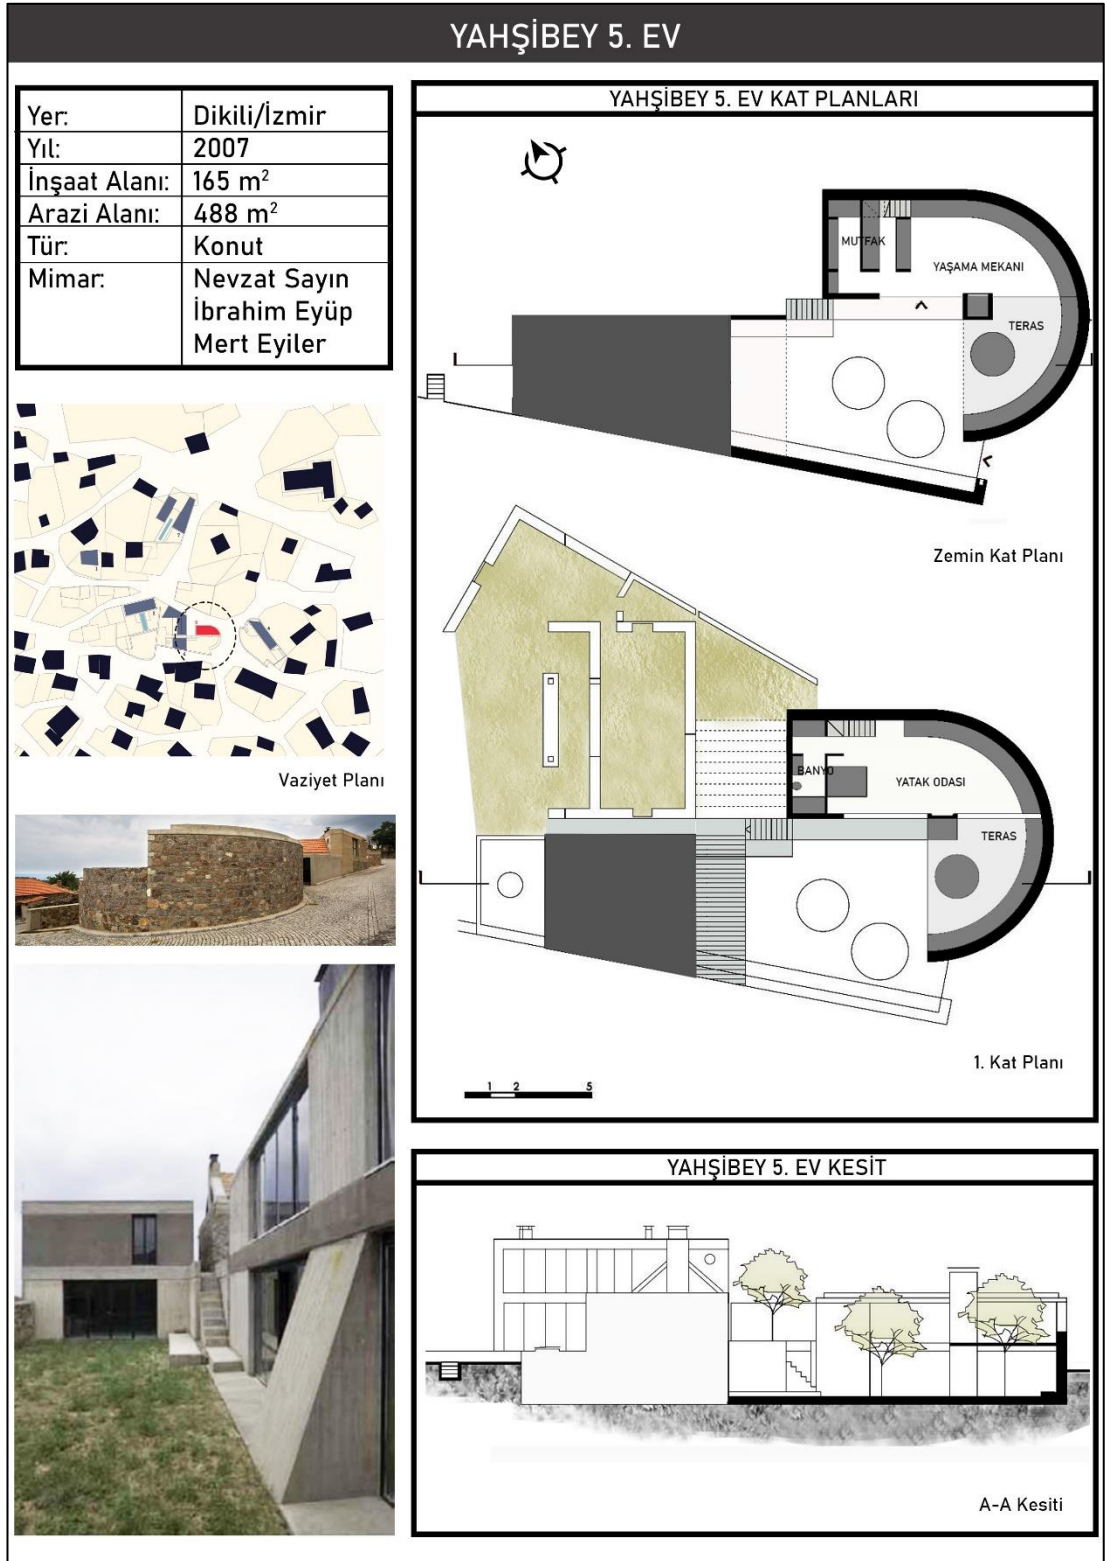 YAHŞİBEY 5. EV
Yer: Dikili/İzmir
Yıl: 2007
İnşaat Alanı: 165 m²
Arazi Alanı: 488 m²
Tür: Konut
Mimar: Nevzat Sayın
İbrahim Eyüp
Mert Eyiler
Vaziyet Planı
YAHŞİBEY 5. EV KAT PLANLARI
MUTFAK
YAŞAMA MEKANI
TERAS
Zemin Kat Planı
BANYO
YATAK ODASI
TERAS
1. Kat Planı
1 2 5
YAHŞİBEY 5. EV KESİT
A-A Kesiti